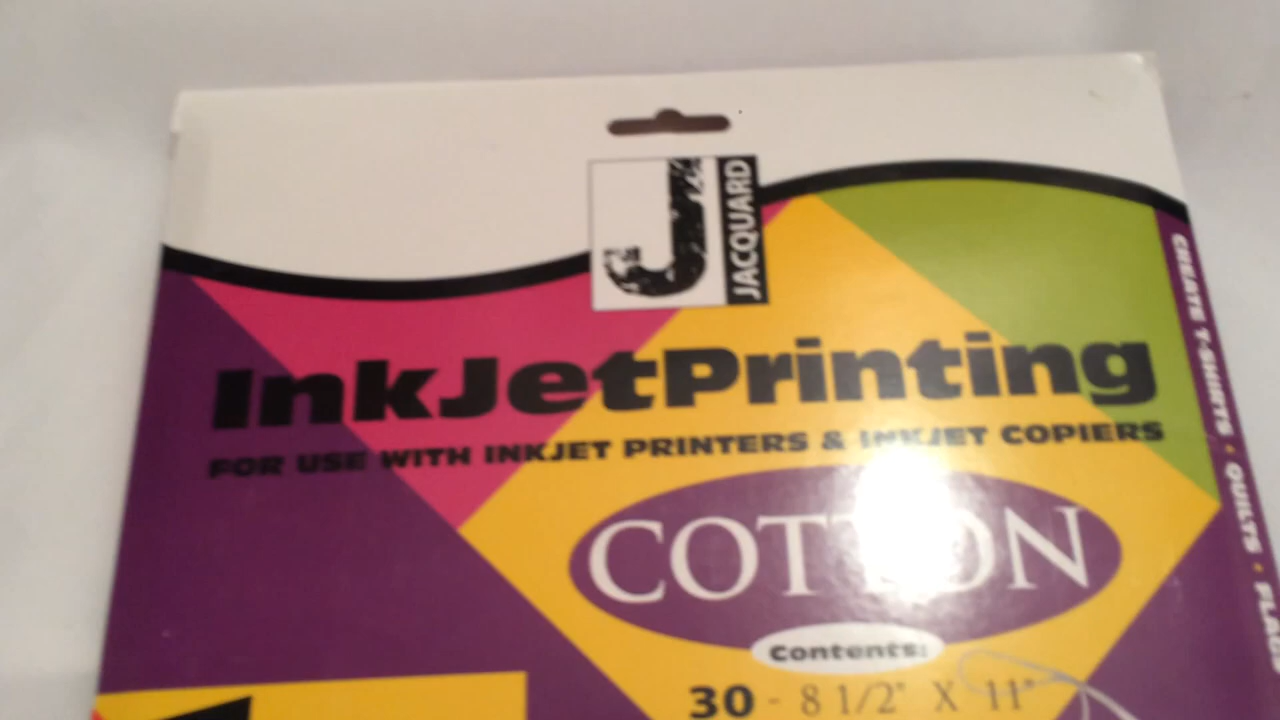 J
JACQUARD
InkJetPrinting
FOR USE WITH INKJET PRINTERS & INKJET COPIERS
COTTON
Contents:
30 - 8 1/2" X 11"
CREATE T-SHIRTS • QUILTS •